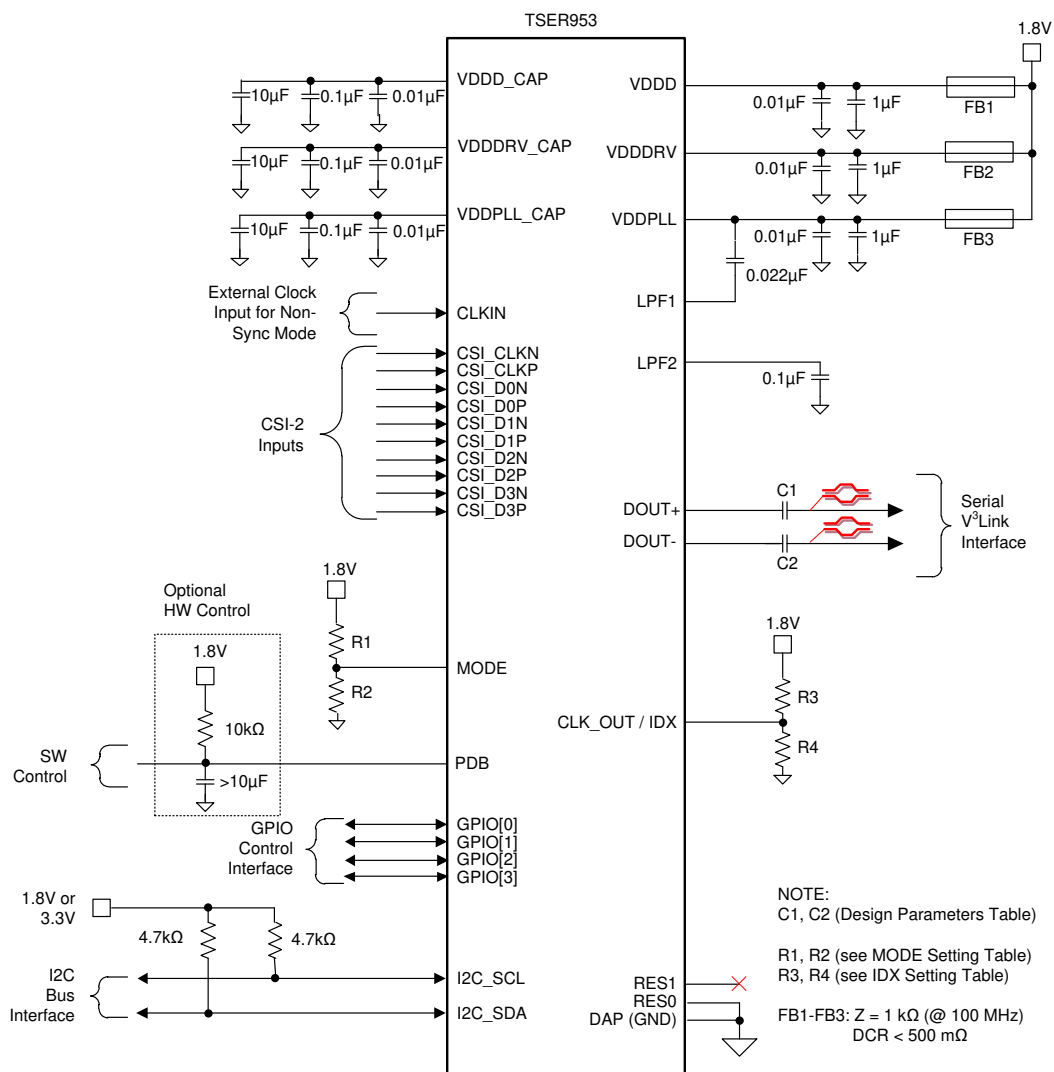 TSER953
1.8V
VDDD_CAP
10µF
0.1µF
0.01µF
VDDD
0.01µF
1µF
FB1
VDDDRV_CAP
10µF
0.1µF
0.01µF
VDDDRV
0.01µF
1µF
FB2
VDDPLL_CAP
10µF
0.1µF
0.01µF
VDDPLL
0.01µF
1µF
FB3
0.022µF
LPF1
External Clock
Input for Non-
Sync Mode
CLKIN
CSI-2
Inputs
CSI_CLKN
CSI_CLKP
CSI_D0N
CSI_D0P
CSI_D1N
CSI_D1P
CSI_D2N
CSI_D2P
CSI_D3N
CSI_D3P
LPF2
0.1µF
DOUT+
C1
DOUT-
C2
Serial
V³Link
Interface
1.8V
R1
R2
MODE
Optional
HW Control
1.8V
10kΩ
>10µF
SW
Control
PDB
1.8V
R3
R4
CLK_OUT / IDX
GPIO
Control
Interface
GPIO[0]
GPIO[1]
GPIO[2]
GPIO[3]
1.8V or
3.3V
4.7kΩ
4.7kΩ
I2C
Bus
Interface
I2C_SCL
I2C_SDA
RES1
RES0
DAP (GND)
NOTE:
C1, C2 (Design Parameters Table)
R1, R2 (see MODE Setting Table)
R3, R4 (see IDX Setting Table)
FB1-FB3: Z = 1 kΩ (@ 100 MHz)
DCR < 500 mΩ